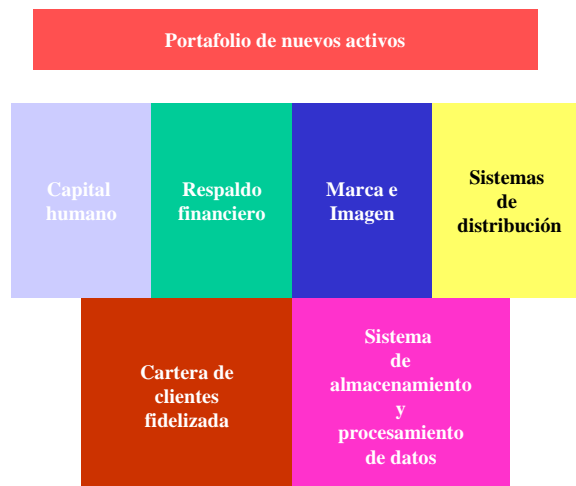 Portafolio de nuevos activos
Capital
humano
Respaldo
financiero
Marca e
Imagen
Sistemas
de
distribución
Cartera de
clientes
fidelizada
Sistema
de
almacenamiento
y
procesamiento
de datos